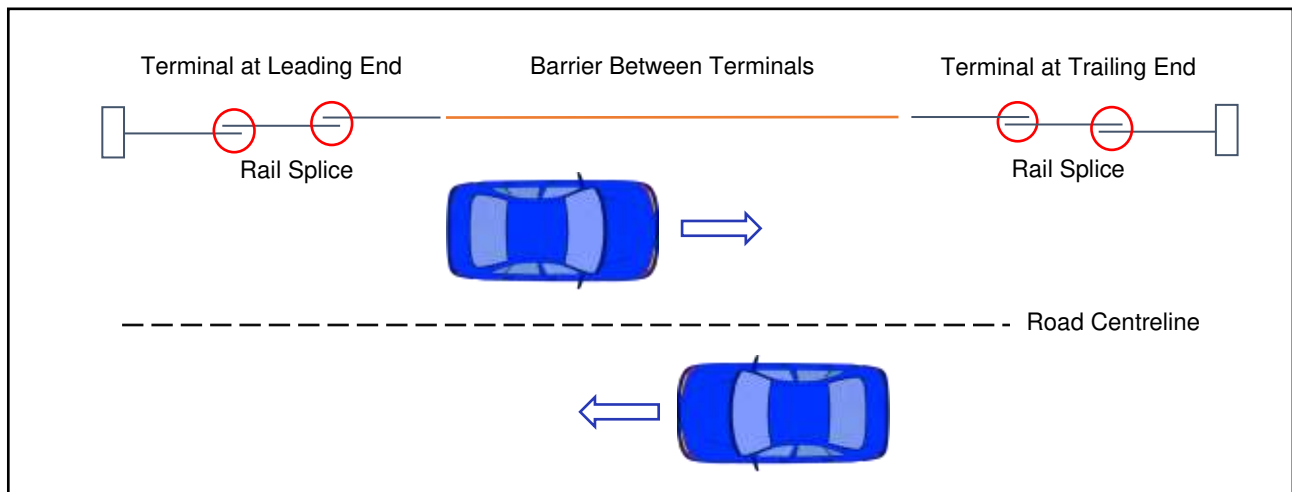 Terminal at Leading End
Barrier Between Terminals
Terminal at Trailing End
Rail Splice
Rail Splice
Road Centreline